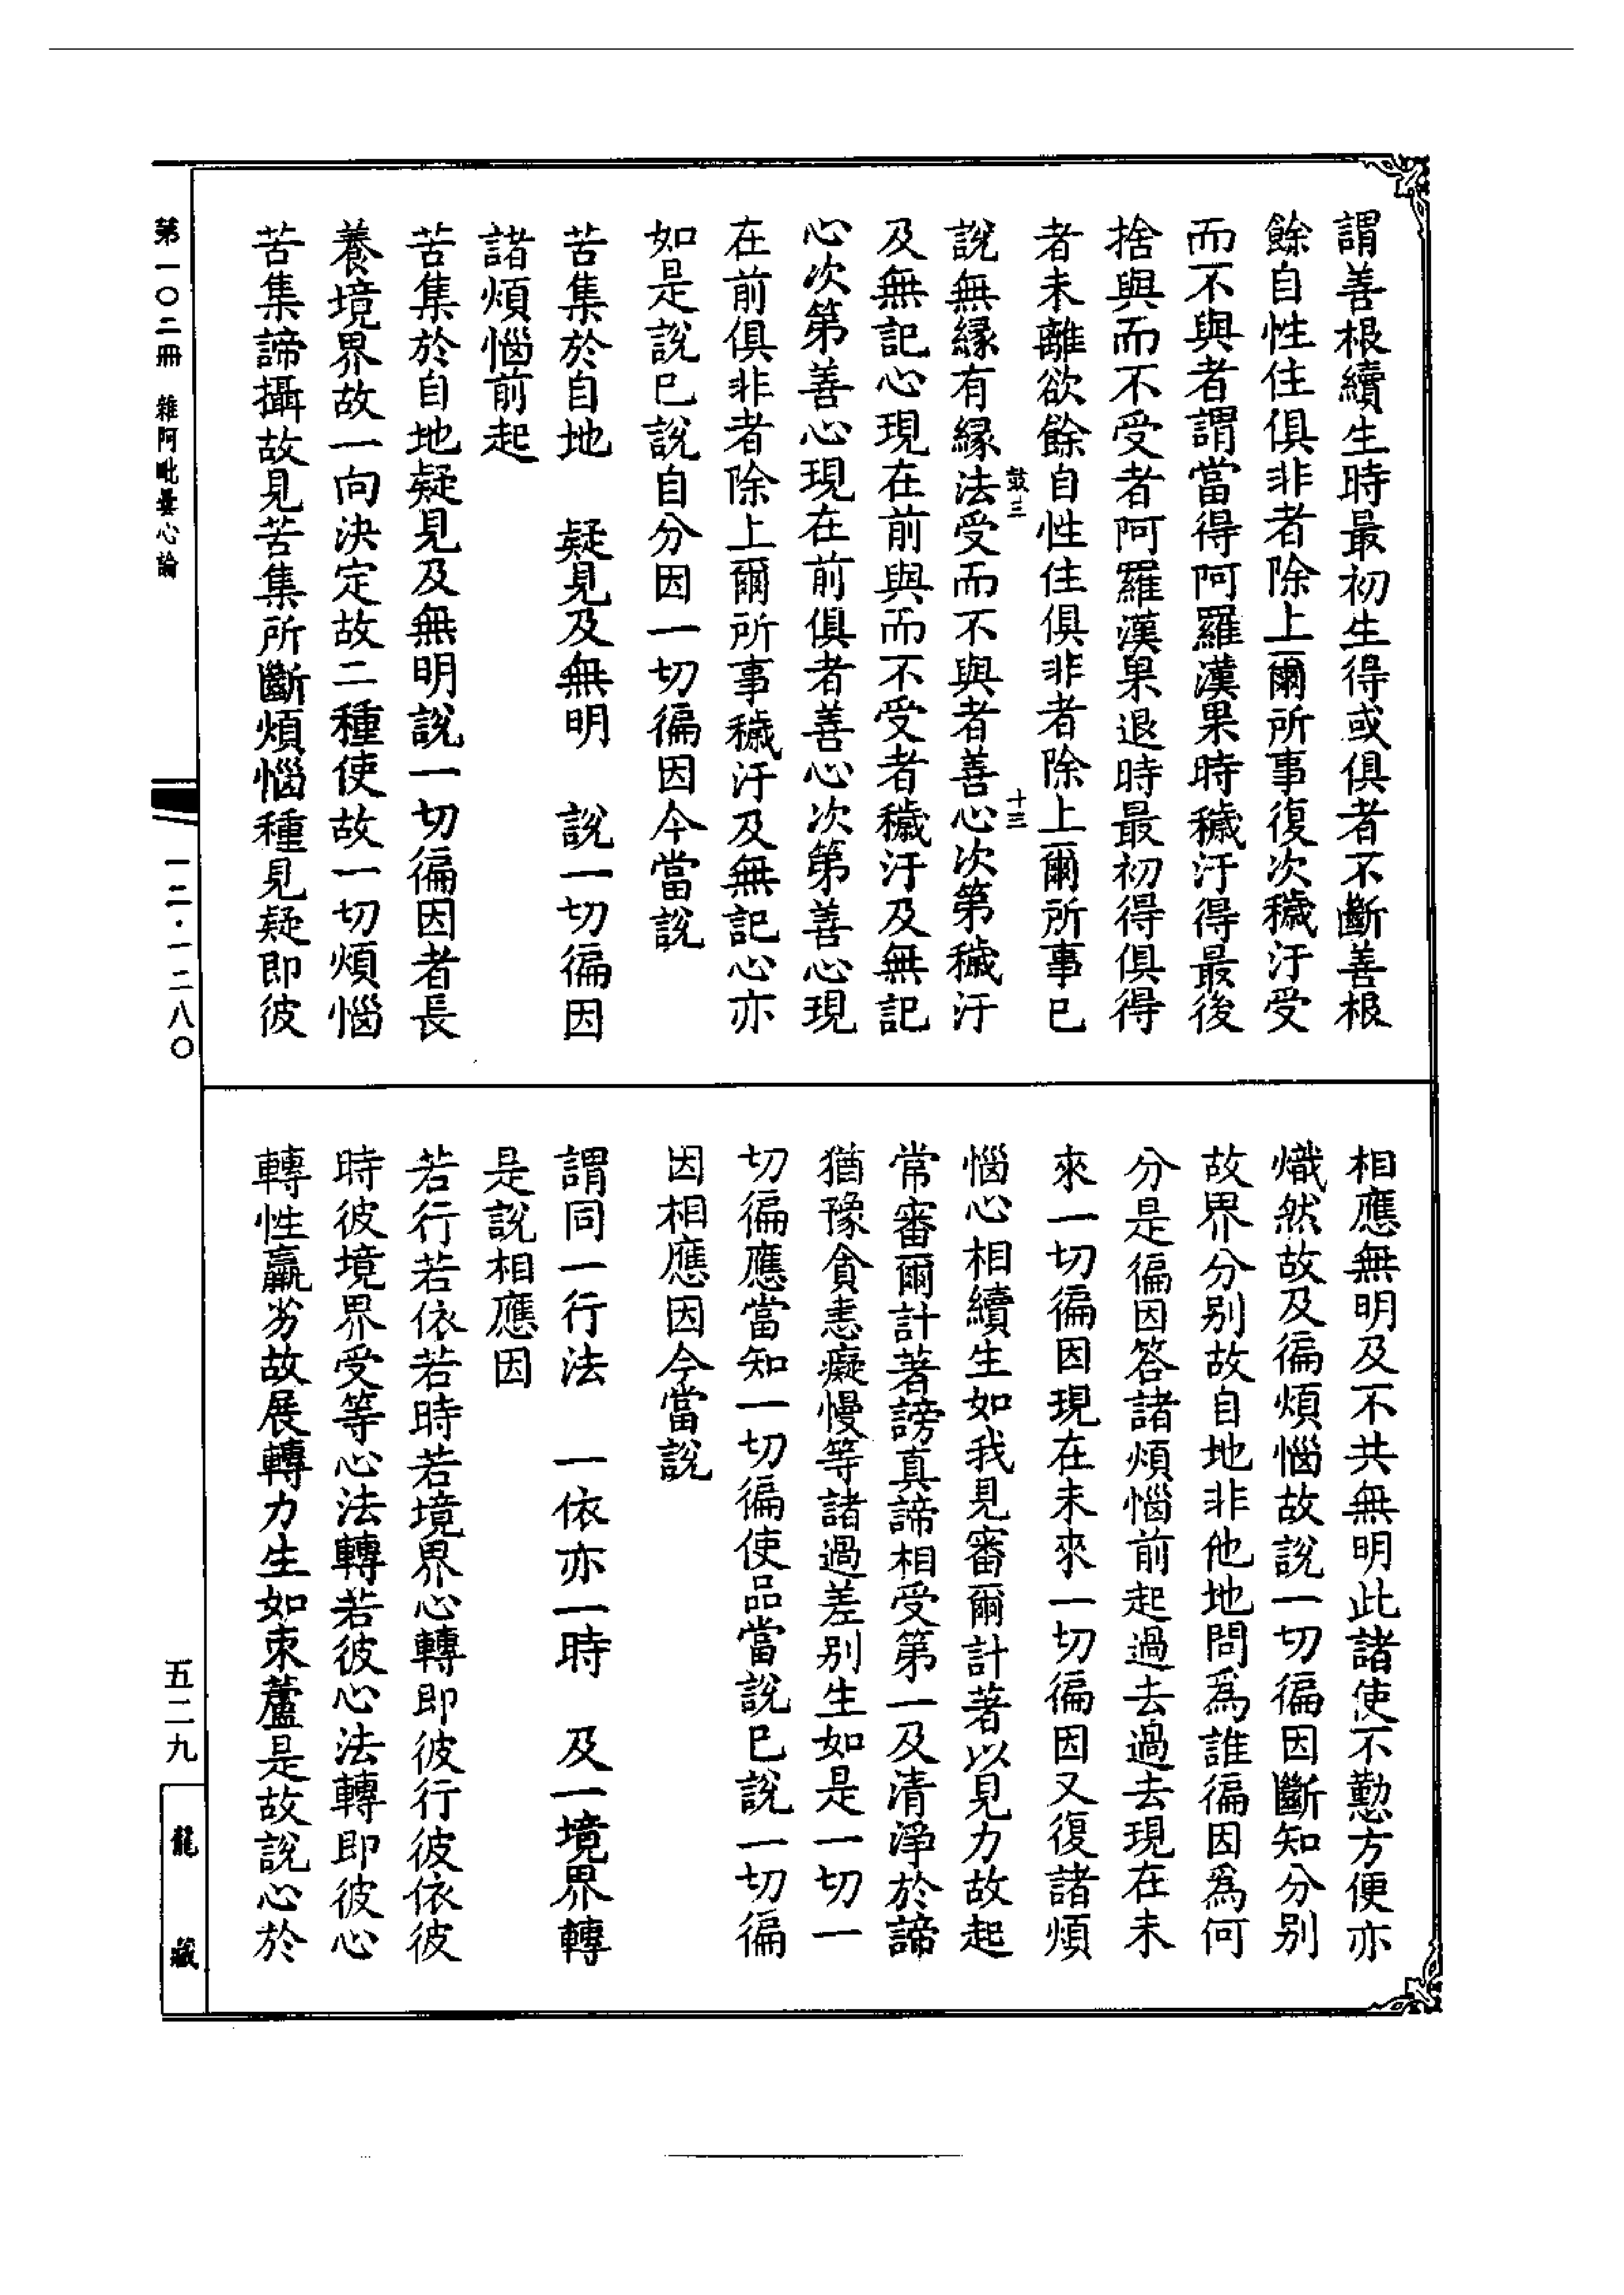 謂善根續生時最初生得或俱者不斷善根
餘自性住俱非者除上爾所事復次穢汙受
而不與者謂當得阿羅漢果時穢汙得最後
捨與而不受者阿羅漢果退時最初得俱得
者未離欲餘自性住俱非者除上爾所事已
鼓三 十三
說無緣有緣法受而不與者善心次第穢汙
及無記心現在前與而不受者穢汙及無記
心次第善心現在前俱者善心次第善心現
在前俱非者除上爾所事穢汙及無記心亦
如是說已說自分因一切徧因今當說
苦集於自地 疑見及無明 說一切徧因
諸煩惱前起
苦集於自地疑見及無明說一切徧因者長
養境界故一向決定故二種使故一切煩惱
苦集諦攝故見苦集所斷煩惱種見疑即彼
相應無明及不共無明此諸使不懃方便亦
熾然故及徧煩惱故說一切徧因斷知分別
故界分別故自地非他地問為誰徧因為何
分是徧因答諸煩惱前起過去過去現在未
來一切徧因現在未來一切徧因又復諸煩
惱心相續生如我見審爾計著以見力故起
常審爾計著謗真諦相受第一及清淨於諦
猶豫貪恚癡慢等諸過差別生如是一切一
切徧應當知一切徧使品當說已說一切徧
因相應因今當說
謂同一行法 一依亦一時 及一境界轉
是說相應因
若行若依若時若境界心轉即彼行彼依彼
時彼境界受等心法轉若彼心法轉即彼心
轉性羸劣故展轉力生如束蘆是故說心於
第一〇二冊 雜阿毗曇心論
一二·一二八〇
五二九
龍藏